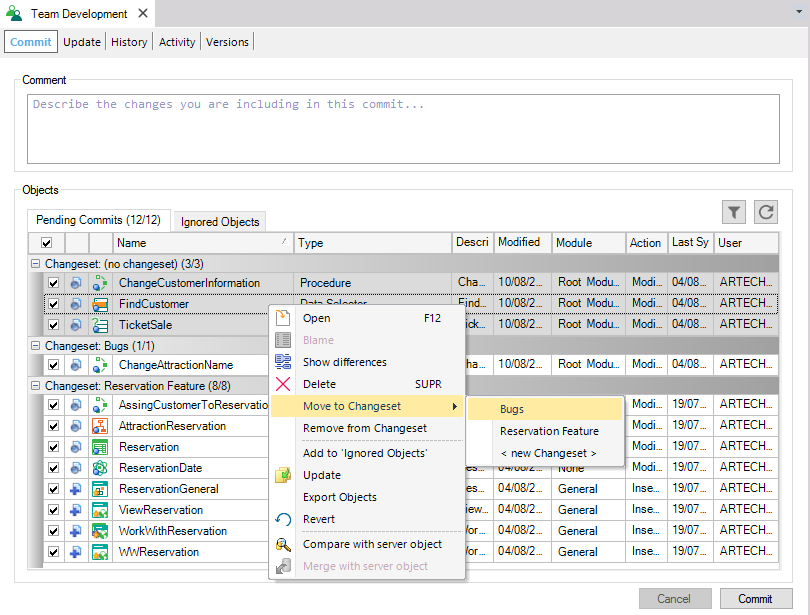 Team Development
Commit Update History Activity Versions
Comment
Describe the changes you are including in this commit...
Objects
Pending Commits (12/12) Ignored Objects
Name Type Descri Modified Module Action Last Sy User
Changeset: (no changeset) (3/3)
ChangeCustomerInformation Procedure Cha... 10/08/2... Root Modu... Modi... 04/08... ARTECH...
FindCustomer Data Selector Find... 10/08/2... Root Modu... Modi... 04/08... ARTECH...
TicketSale 10/08/2... Root Modu... Modi... 04/08... ARTECH...
Changeset: Bugs (1/1)
ChangeAttractionName 10/08/2... Root Modu... Modi... 04/08... ARTECH...
Changeset: Reservation Feature (8/8)
AssingCustomerToReservatio Modi... 19/07... ARTECH...
AttractionReservation Modi... 19/07... ARTECH...
Reservation Modi... 19/07... ARTECH...
ReservationDate 04/08/2... None Modi... 19/07... ARTECH...
ReservationGeneral 04/08/2... General Inse... 19/07... ARTECH...
ViewReservation 04/08/2... General Inse... 19/07... ARTECH...
WorkWithReservation 04/08/2... General Inse... 19/07... ARTECH...
WWReservation 04/08/2... General Inse... 19/07... ARTECH...
Open F12
Blame
Show differences
Delete SUPR
Move to Changeset
Remove from Changeset
Add to 'Ignored Objects'
Update
Export Objects
Revert
Compare with server object
Merge with server object
Bugs
Reservation Feature
< new Changeset >
Cancel Commit